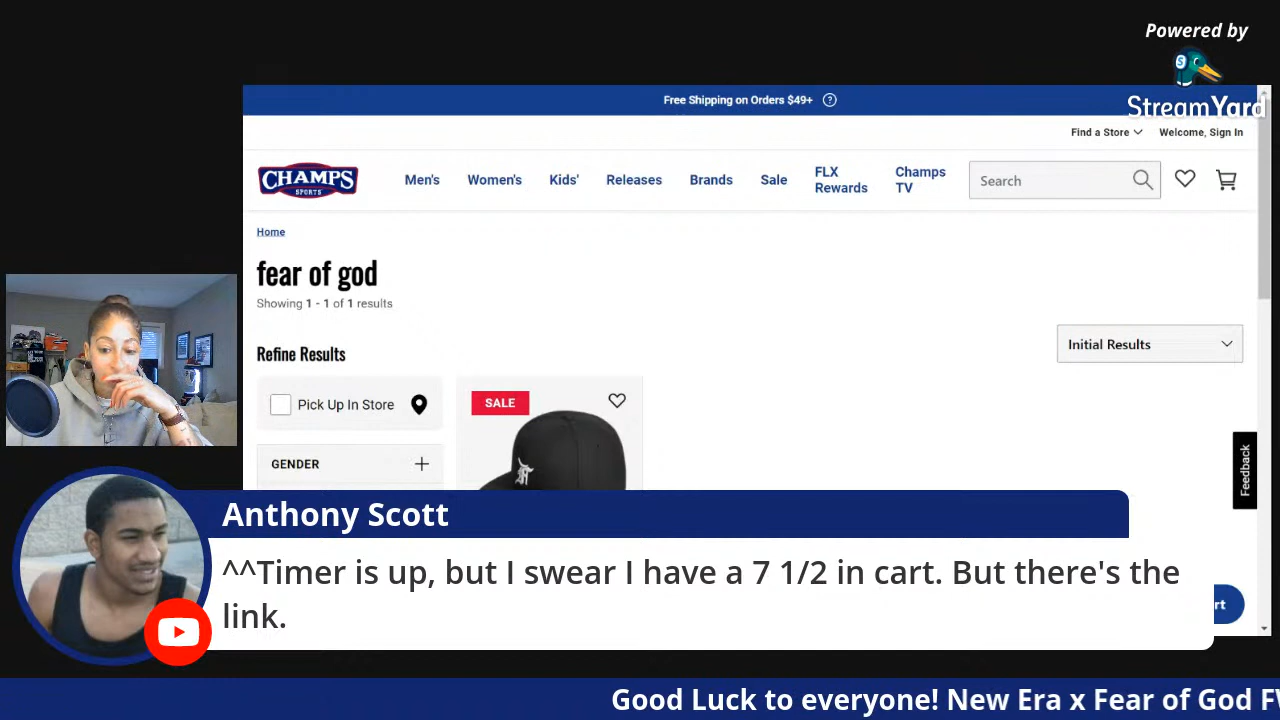 Powered by
StreamYard
Free Shipping on Orders $49+ ?
Find a Store Welcome, Sign In
CHAMPS
SPORTS
Men's Women's Kids' Releases Brands Sale FLX Rewards Champs TV Search
Home
fear of god
Showing 1 - 1 of 1 results
Refine Results
Initial Results
Pick Up In Store
SALE
GENDER
Feedback
Anthony Scott
^^Timer is up, but I swear I have a 7 1/2 in cart. But there's the
link.
rt
Good Luck to everyone! New Era x Fear of God F